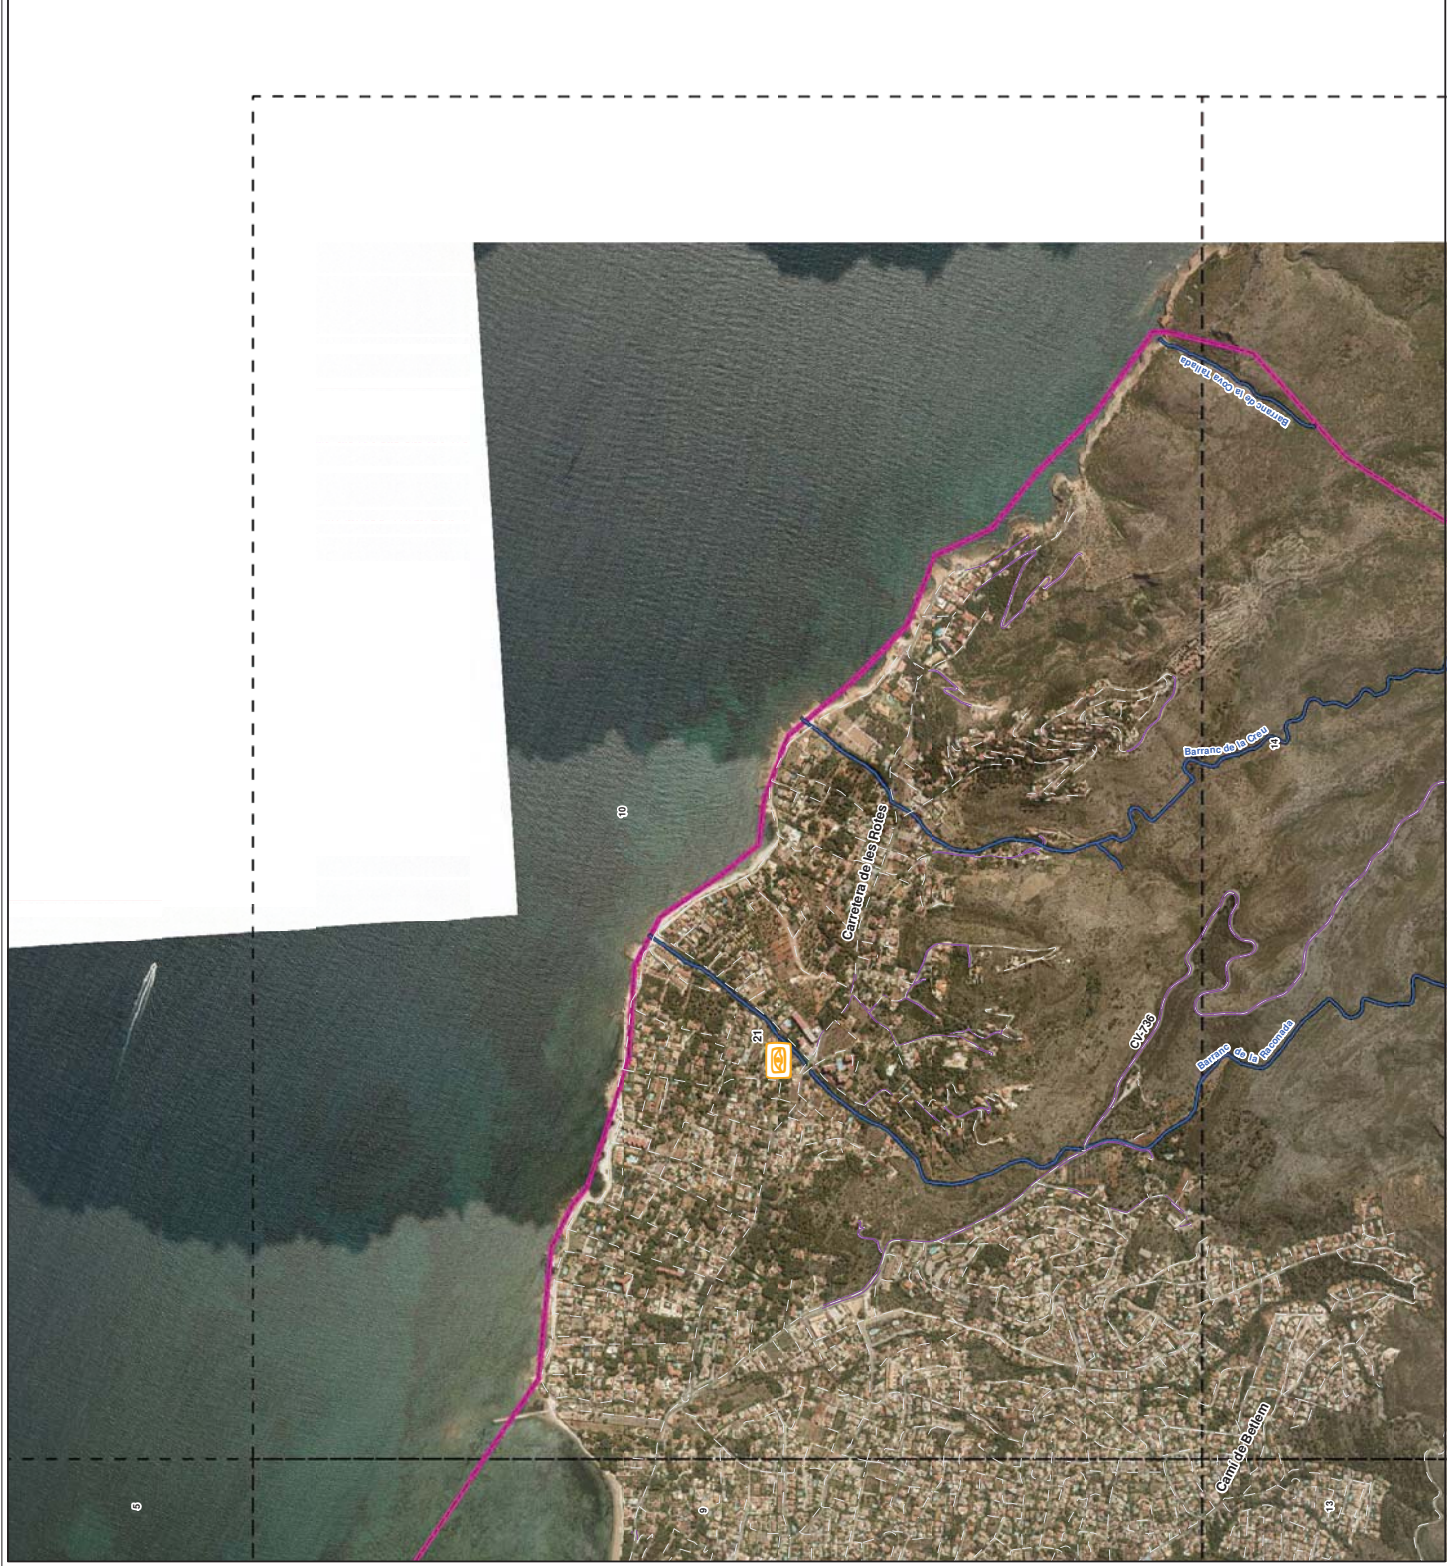 Barranc de la Cova Tallada
Barranc de la Creu
14
10
Carretera de les Rotes
21
CV-736
Barranc de la Raconada
Camí de Betlem
5
9
13